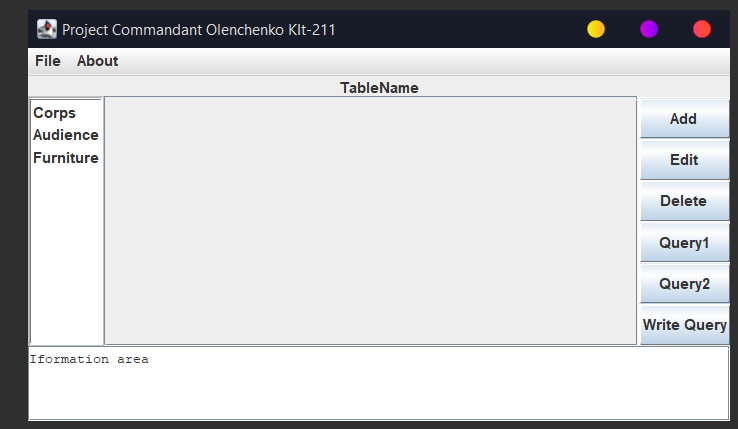 Project Commandant Olenchenko KIt-211
File About
TableName
Corps
Audience
Furniture
Add
Edit
Delete
Query1
Query2
Write Query
Iformation area